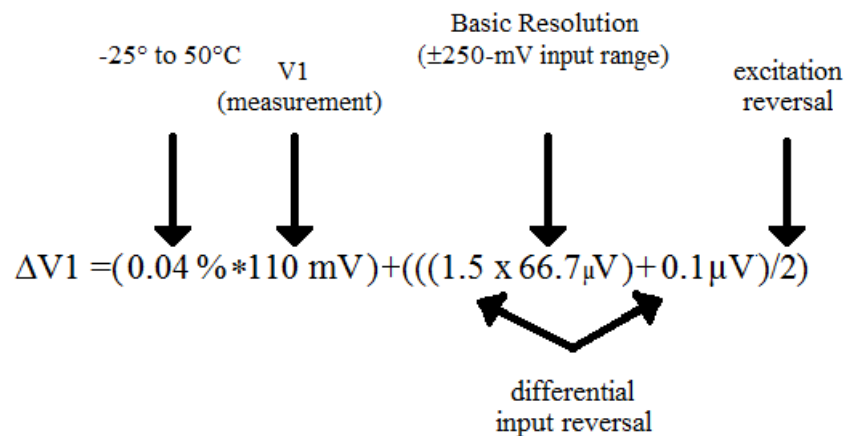 -25° to 50°C
V1
(measurement)
Basic Resolution
(±250-mV input range)
excitation
reversal
ΔV1 =(0.04 %*110 mV)+(((1.5 x 66.7μV)+0.1μV)/2)
differential
input reversal